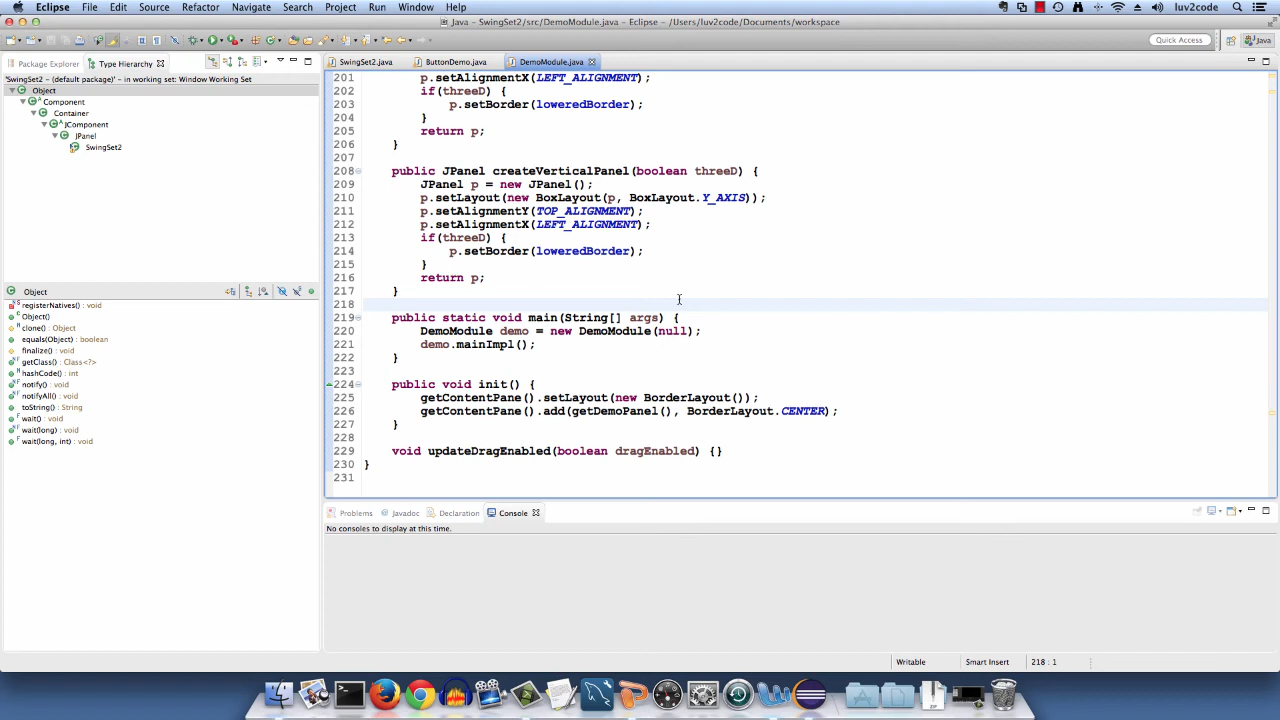 Eclipse File Edit Source Refactor Navigate Search Project Run Window Help luv2code
Java - SwingSet2/src/DemoModule.java - Eclipse - /Users/luv2code/Documents/workspace
Quick Access Java
Package Explorer Type Hierarchy
SwingSet2.java ButtonDemo.java DemoModule.java
'SwingSet2 - (default package)' - in working set: Window Working Set
Object
Component
Container
JComponent
JPanel
SwingSet2
Object
registerNatives() : void
Object()
clone() : Object
equals(Object) : boolean
finalize() : void
getClass() : Class<?>
hashCode() : int
notify() : void
notifyAll() : void
toString() : String
wait() : void
wait(long) : void
wait(long, int) : void
201 p.setAlignmentX(LEFT_ALIGNMENT);
202 if(threeD) {
203 p.setBorder(loweredBorder);
204 }
205 return p;
206 }
207
208 public JPanel createVerticalPanel(boolean threeD) {
209 JPanel p = new JPanel();
210 p.setLayout(new BoxLayout(p, BoxLayout.Y_AXIS));
211 p.setAlignmentY(TOP_ALIGNMENT);
212 p.setAlignmentX(LEFT_ALIGNMENT);
213 if(threeD) {
214 p.setBorder(loweredBorder);
215 }
216 return p;
217 }
218
219 public static void main(String[] args) {
220 DemoModule demo = new DemoModule(null);
221 demo.mainImpl();
222 }
223
224 public void init() {
225 getContentPane().setLayout(new BorderLayout());
226 getContentPane().add(getDemoPanel(), BorderLayout.CENTER);
227 }
228
229 void updateDragEnabled(boolean dragEnabled) {}
230 }
231
Problems Javadoc Declaration Console
No consoles to display at this time.
Writable Smart Insert 218 : 1